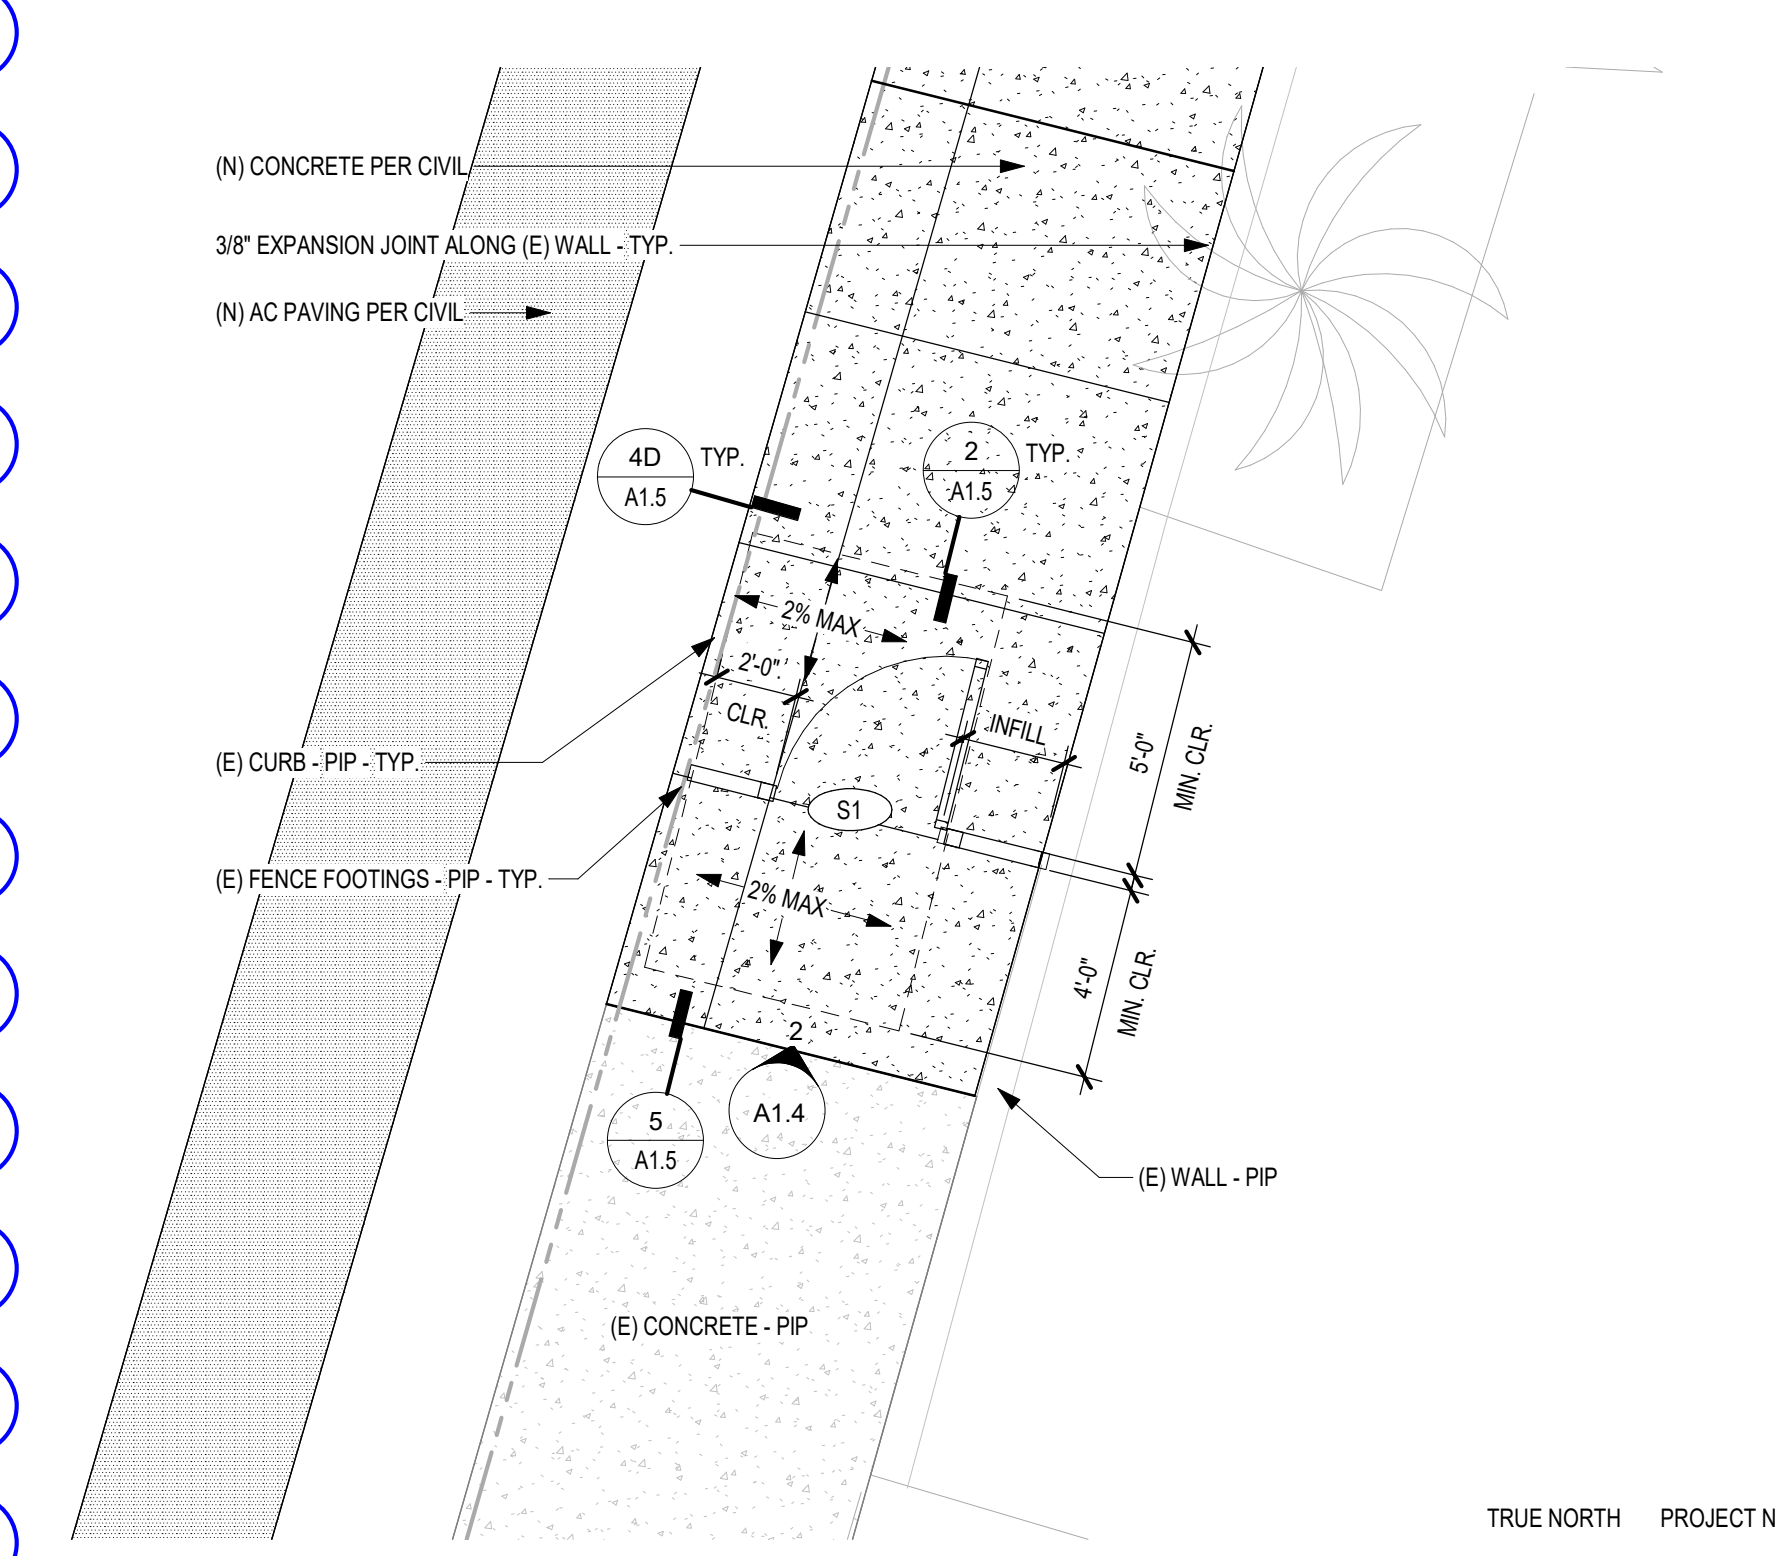 (N) CONCRETE PER CIVIL
3/8" EXPANSION JOINT ALONG (E) WALL - TYP.
(N) AC PAVING PER CIVIL
4D
A1.5
TYP.
2
A1.5
TYP.
2% MAX
2'-0"
CLR.
INFILL
5'-0"
MIN. CLR.
(E) CURB - PIP - TYP.
S1
(E) FENCE FOOTINGS - PIP - TYP.
2% MAX
4'-0"
MIN. CLR.
2
A1.4
5
A1.5
(E) WALL - PIP
(E) CONCRETE - PIP
TRUE NORTH
PROJECT N